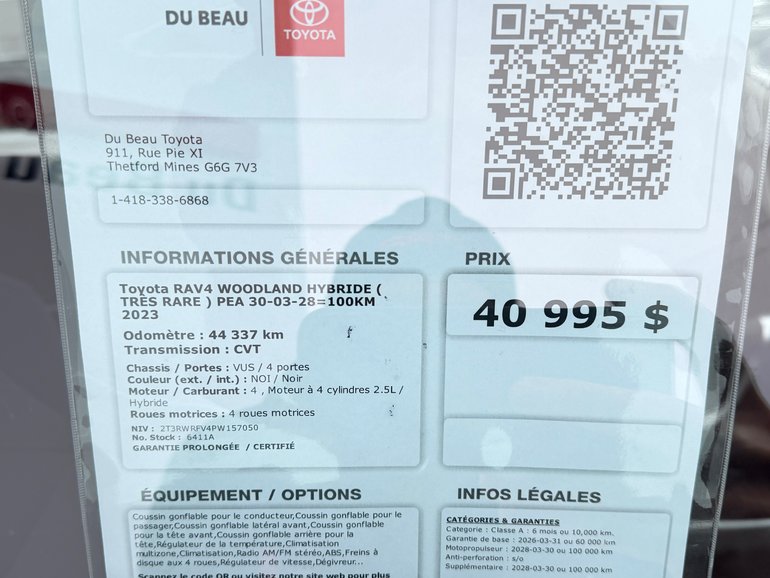 DU BEAU
TOYOTA
Du Beau Toyota
911, Rue Pie XI
Thetford Mines G6G 7V3
1-418-338-6868
INFORMATIONS GÉNÉRALES
Toyota RAV4 WOODLAND HYBRIDE (
TRÈS RARE ) PEA 30-03-28=100KM
2023
Odomètre : 44 337 km
Transmission : CVT
Chassis / Portes : VUS / 4 portes
Couleur (ext. / int.) : NOI / Noir
Moteur / Carburant : 4 , Moteur à 4 cylindres 2.5L /
Hybride
Roues motrices : 4 roues motrices
NIV : 2T3RWRFV4PW157050
No. Stock : 6411A
GARANTIE PROLONGÉE / CERTIFIÉ
PRIX
40 995 $
ÉQUIPEMENT / OPTIONS
Coussin gonflable pour le conducteur,Coussin gonflable pour le
passager,Coussin gonflable latéral avant,Coussin gonflable
pour la tête avant,Coussin gonflable arrière pour la
tête,Régulateur de la température,Climatisation
multizone,Climatisation,Radio AM/FM stéréo,ABS,Freins à
disque aux 4 roues,Régulateur de vitesse,Dégivreur...
Scannez le code QR ou visitez notre site web pour plus
INFOS LÉGALES
CATÉGORIES & GARANTIES
Categorie : Classe A : 6 mois ou 10,000 km.
Garantie de base : 2026-03-31 ou 60 000 km
Motopropulseur : 2028-03-30 ou 100 000 km
Anti-perforation : s/o
Supplémentaire : 2028-03-30 ou 100 000 km